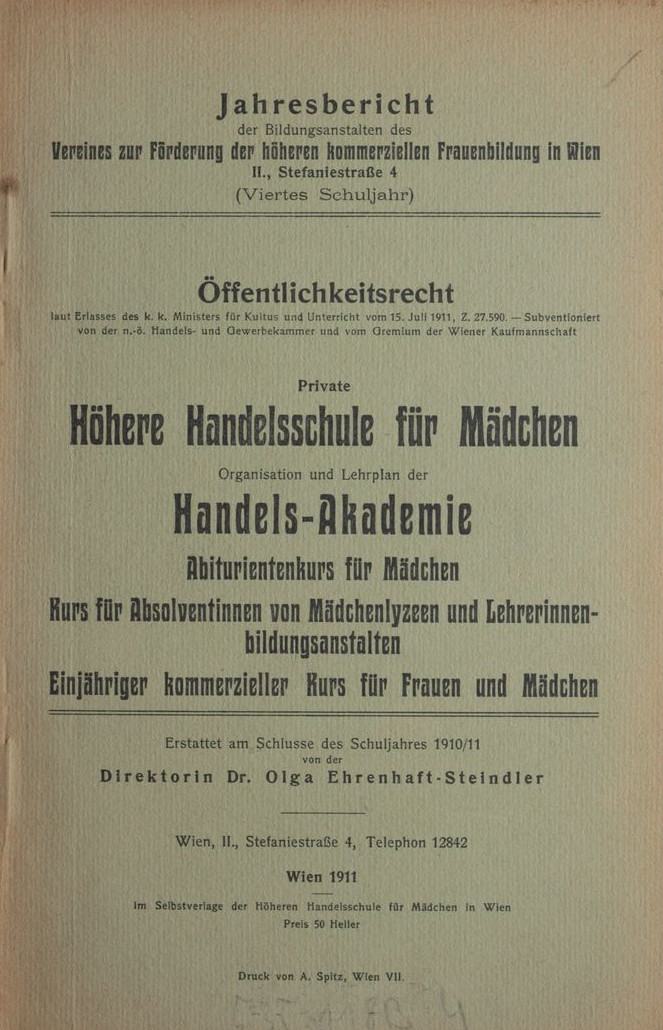 Jahresbericht
der Bildungsanstalten des
Vereines zur Förderung der höheren kommerziellen Frauenbildung in Wien
II., Stefaniestraße 4
(Viertes Schuljahr)
Öffentlichkeitsrecht
laut Erlasses des k. k. Ministers für Kultus und Unterricht vom 15. Juli 1911, Z. 27.590. — Subventioniert
von der n.-ö. Handels- und Gewerbekammer und vom Gremium der Wiener Kaufmannschaft
Private
Höhere Handelsschule für Mädchen
Organisation und Lehrplan der
Handels-Akademie
Abiturientenkurs für Mädchen
Kurs für Absolventinnen von Mädchenlyzeen und Lehrerinnen-
bildungsanstalten
Einjähriger kommerzieller Kurs für Frauen und Mädchen
Erstattet am Schlusse des Schuljahres 1910/11
von der
Direktorin Dr. Olga Ehrenhaft-Steindler
Wien, II., Stefaniestraße 4, Telephon 12842
Wien 1911
Im Selbstverlage der Höheren Handelsschule für Mädchen in Wien
Preis 50 Heller
Druck von A. Spitz, Wien VII.